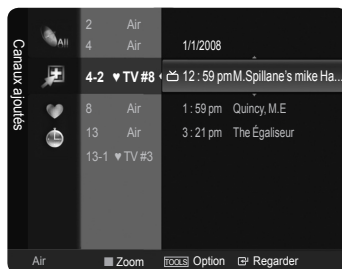 Canaux ajoutés
All
2 Air
4 Air 1/1/2008
4-2 ♥ TV #8 12 : 59 pm M.Spillane's mike Ha...
8 Air 1 : 59 pm Quincy, M.E
13 Air 3 : 21 pm The Égaliseur
13-1 ♥ TV #3
Air Zoom TOOLS Option Regarder